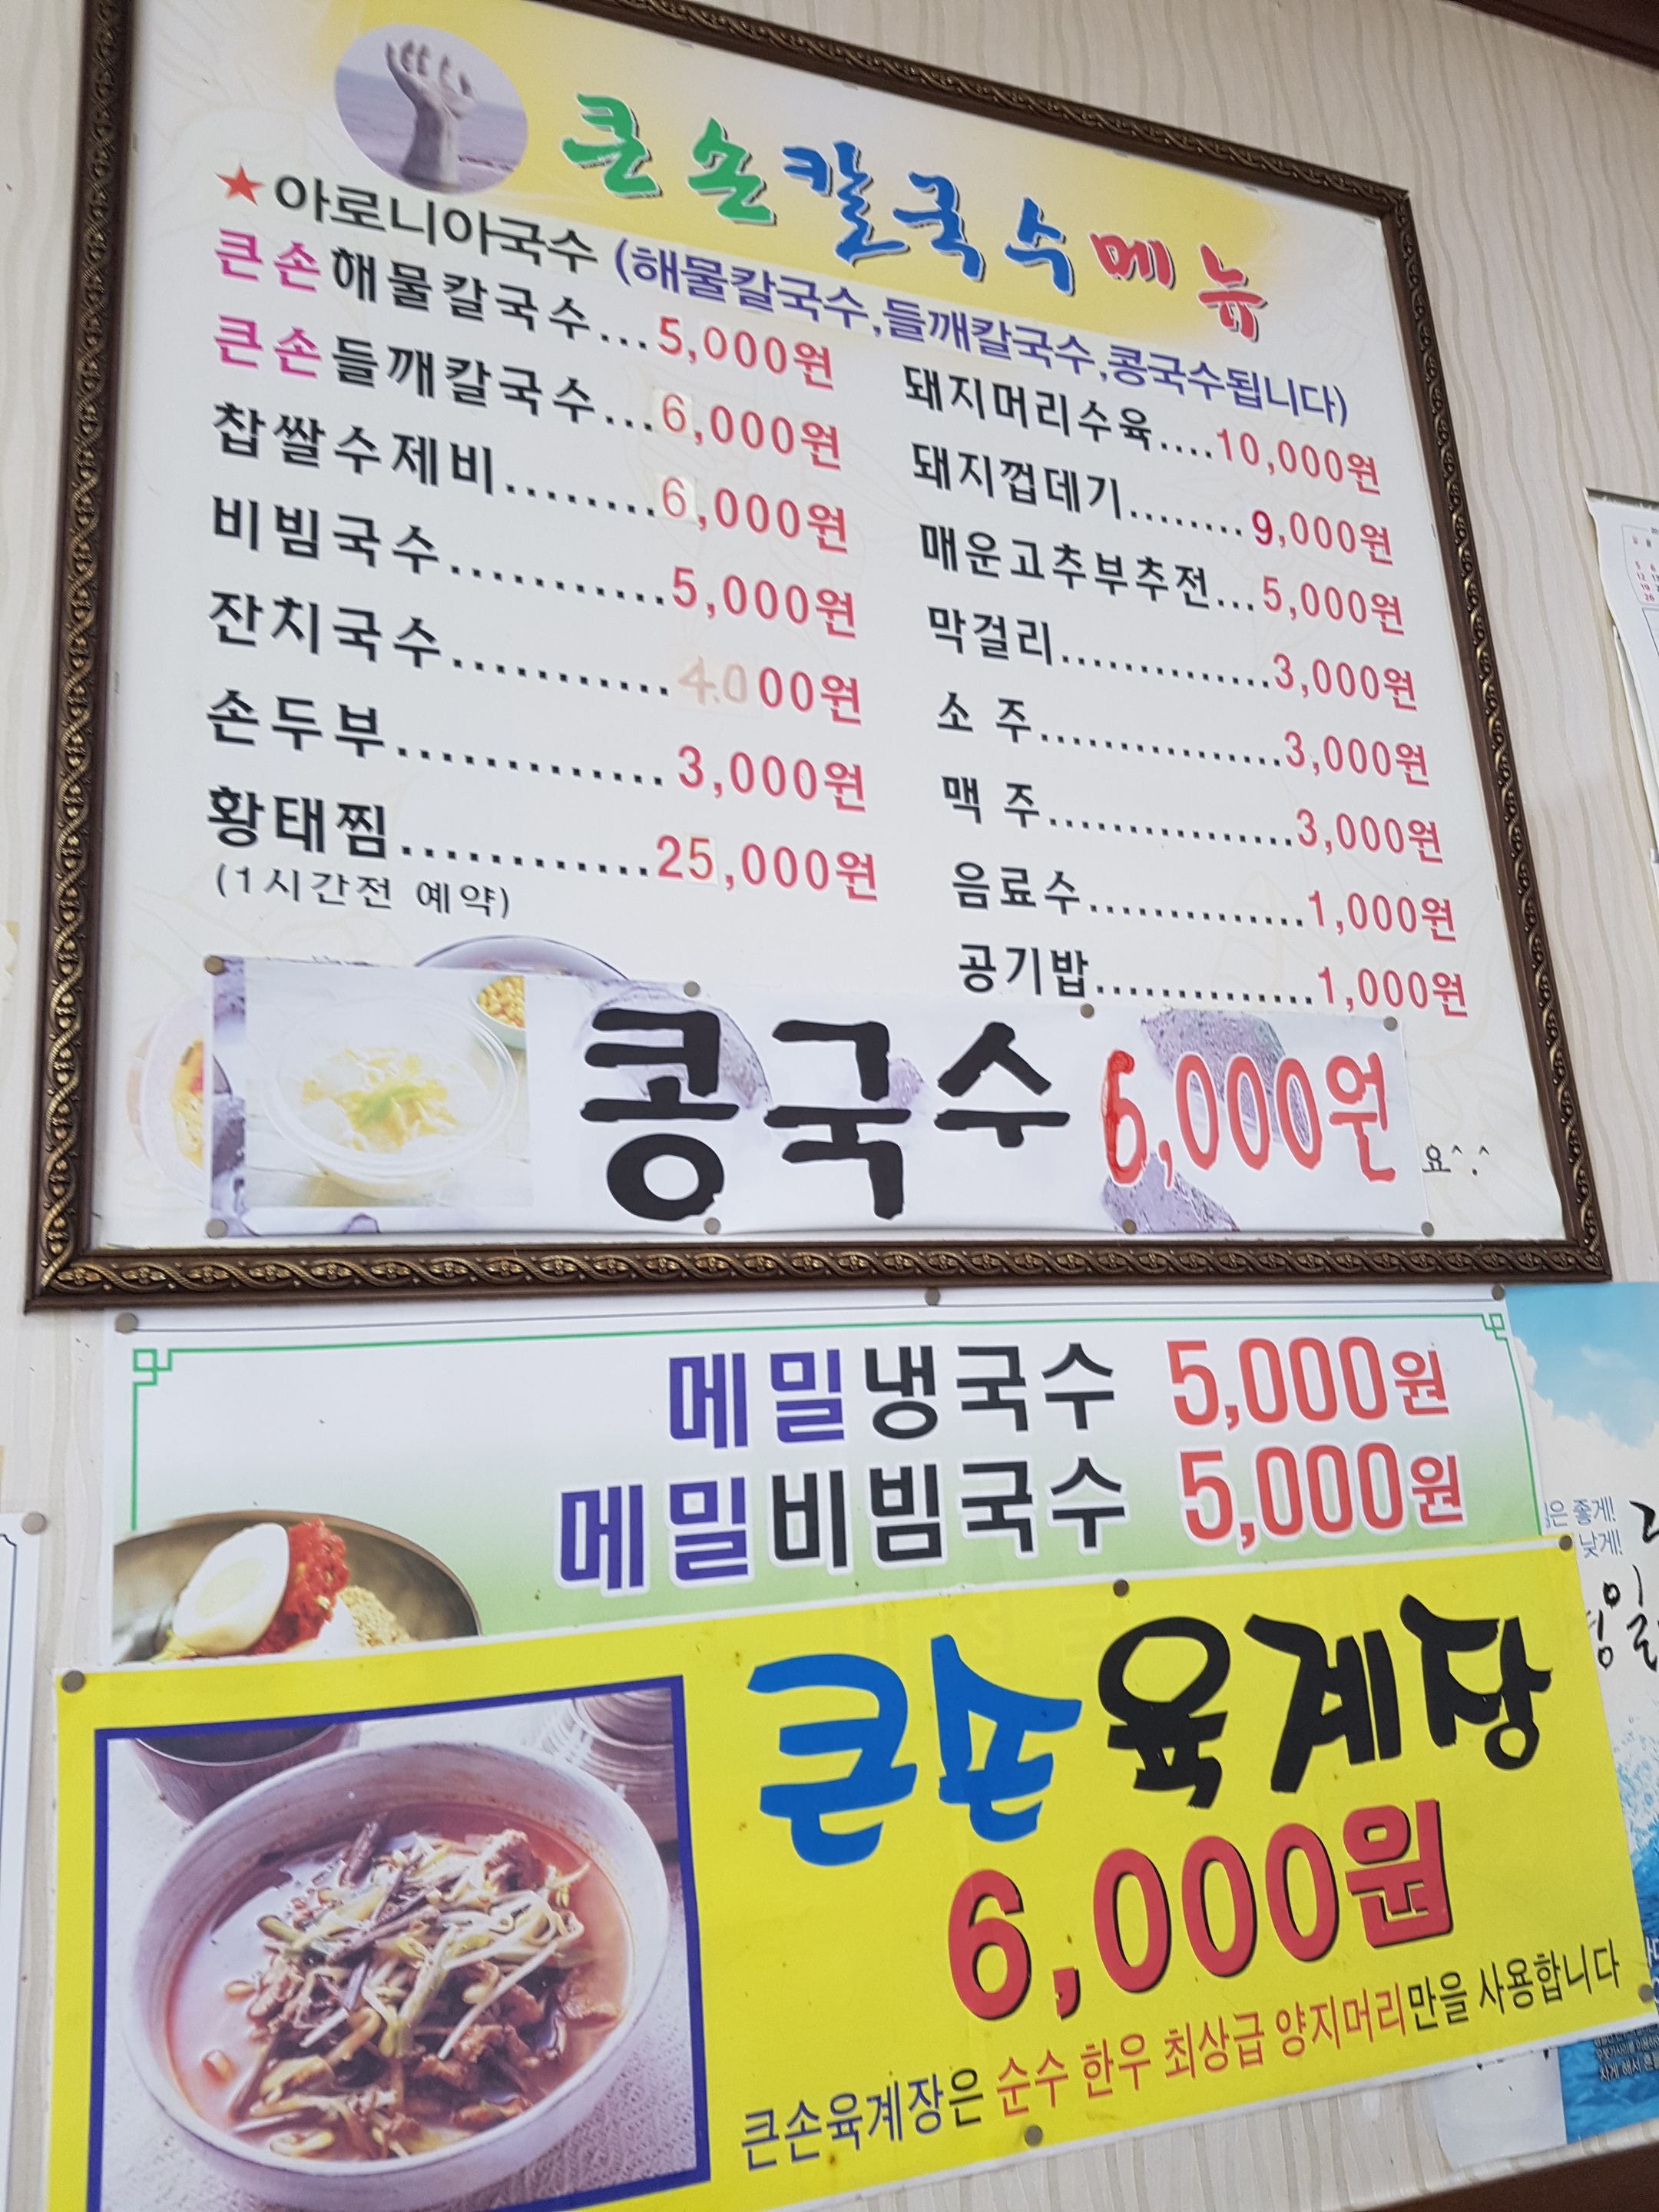 큰손칼국수메뉴
★아로니아국수 (해물칼국수,들깨칼국수,콩국수됩니다)
큰손해물칼국수...5,000원
큰손들깨칼국수...6,000원
찹쌀수제비........6,000원
비빔국수...........5,000원
잔치국수...........4.000원
손두부.............3,000원
황태찜............25,000원
(1시간전 예약)
돼지머리수육....10,000원
돼지껍데기........9,000원
매운고추부추전...5,000원
막걸리.............3,000원
소 주...............3,000원
맥 주................3,000원
음료수..............1,000원
공기밥..............1,000원
콩국수 6,000원
요^.^
메밀냉국수 5,000원
메밀비빔국수 5,000원
큰손육계장
6,000원
큰손육계장은 순수 한우 최상급 양지머리만을 사용합니다
좋게!
낮게!